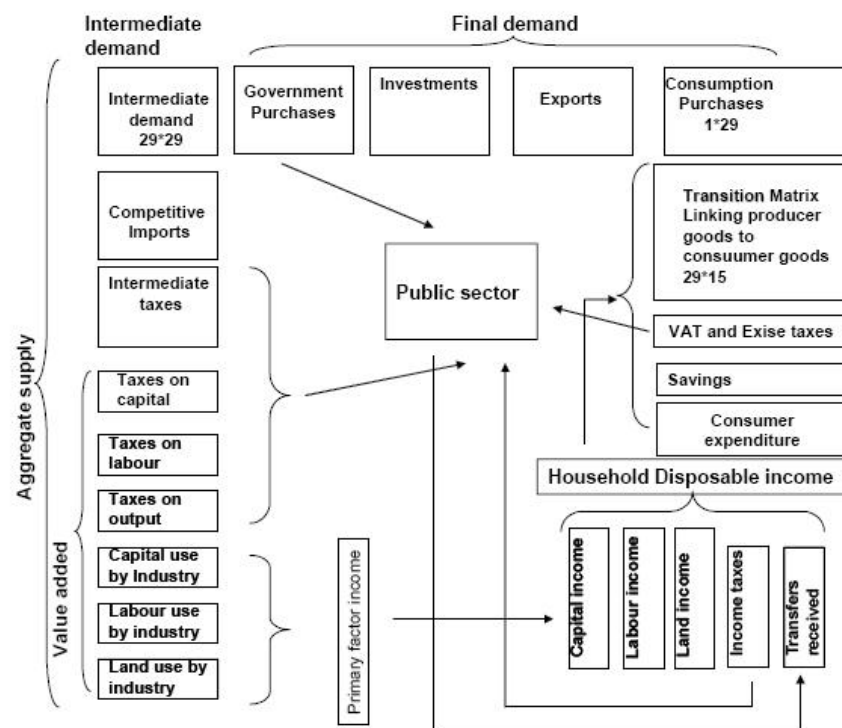 Intermediate
demand
Final demand
Intermediate
demand
29*29
Government
Purchases
Investments
Exports
Consumption
Purchases
1*29
Competitive
Imports
Transition Matrix
Linking producer
goods to
consuumer goods
29*15
Intermediate
taxes
Public sector
VAT and Exise taxes
Taxes on
capital
Savings
Consumer
expenditure
Taxes on
labour
Household Disposable income
Taxes on
output
Capital use
by Industry
Labour use
by industry
Land use by
industry
Aggregate supply
Value added
Primary factor income
Capital income
Labour income
Land income
Income taxes
Transfers
received